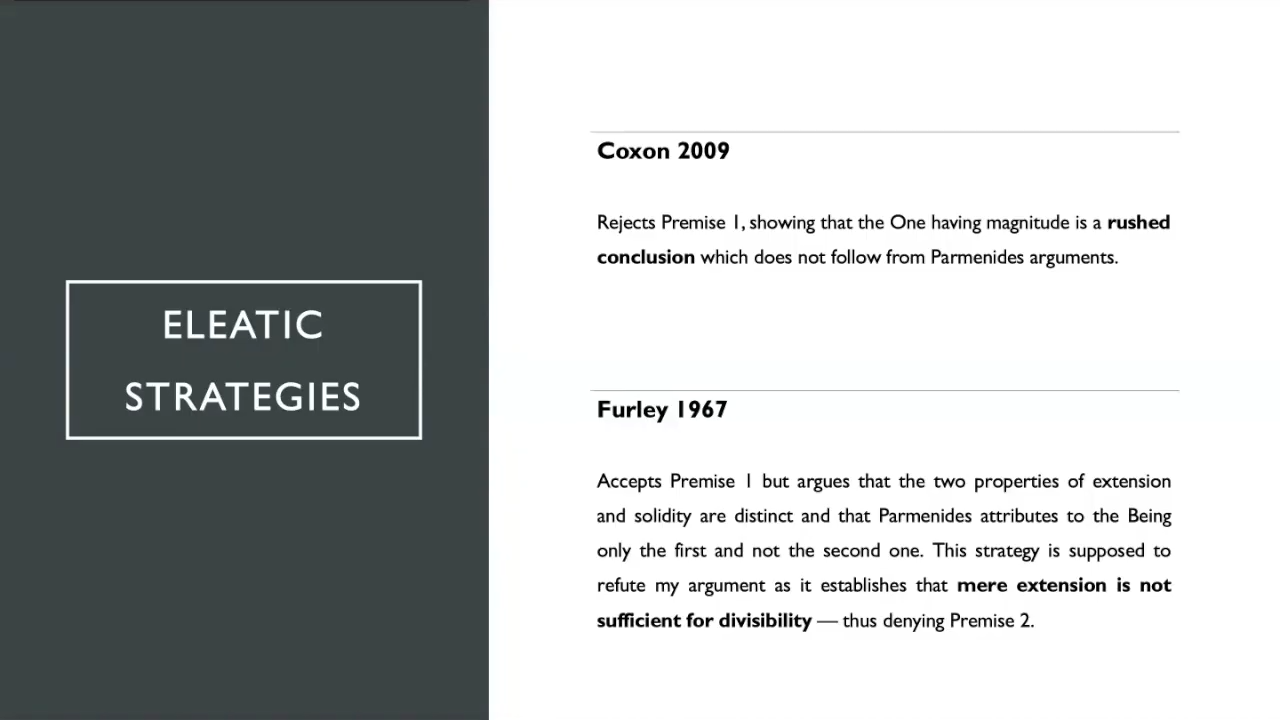 ELEATIC
STRATEGIES
Coxon 2009
Rejects Premise 1, showing that the One having magnitude is a rushed
conclusion which does not follow from Parmenides arguments.
Furley 1967
Accepts Premise 1 but argues that the two properties of extension
and solidity are distinct and that Parmenides attributes to the Being
only the first and not the second one. This strategy is supposed to
refute my argument as it establishes that mere extension is not
sufficient for divisibility — thus denying Premise 2.